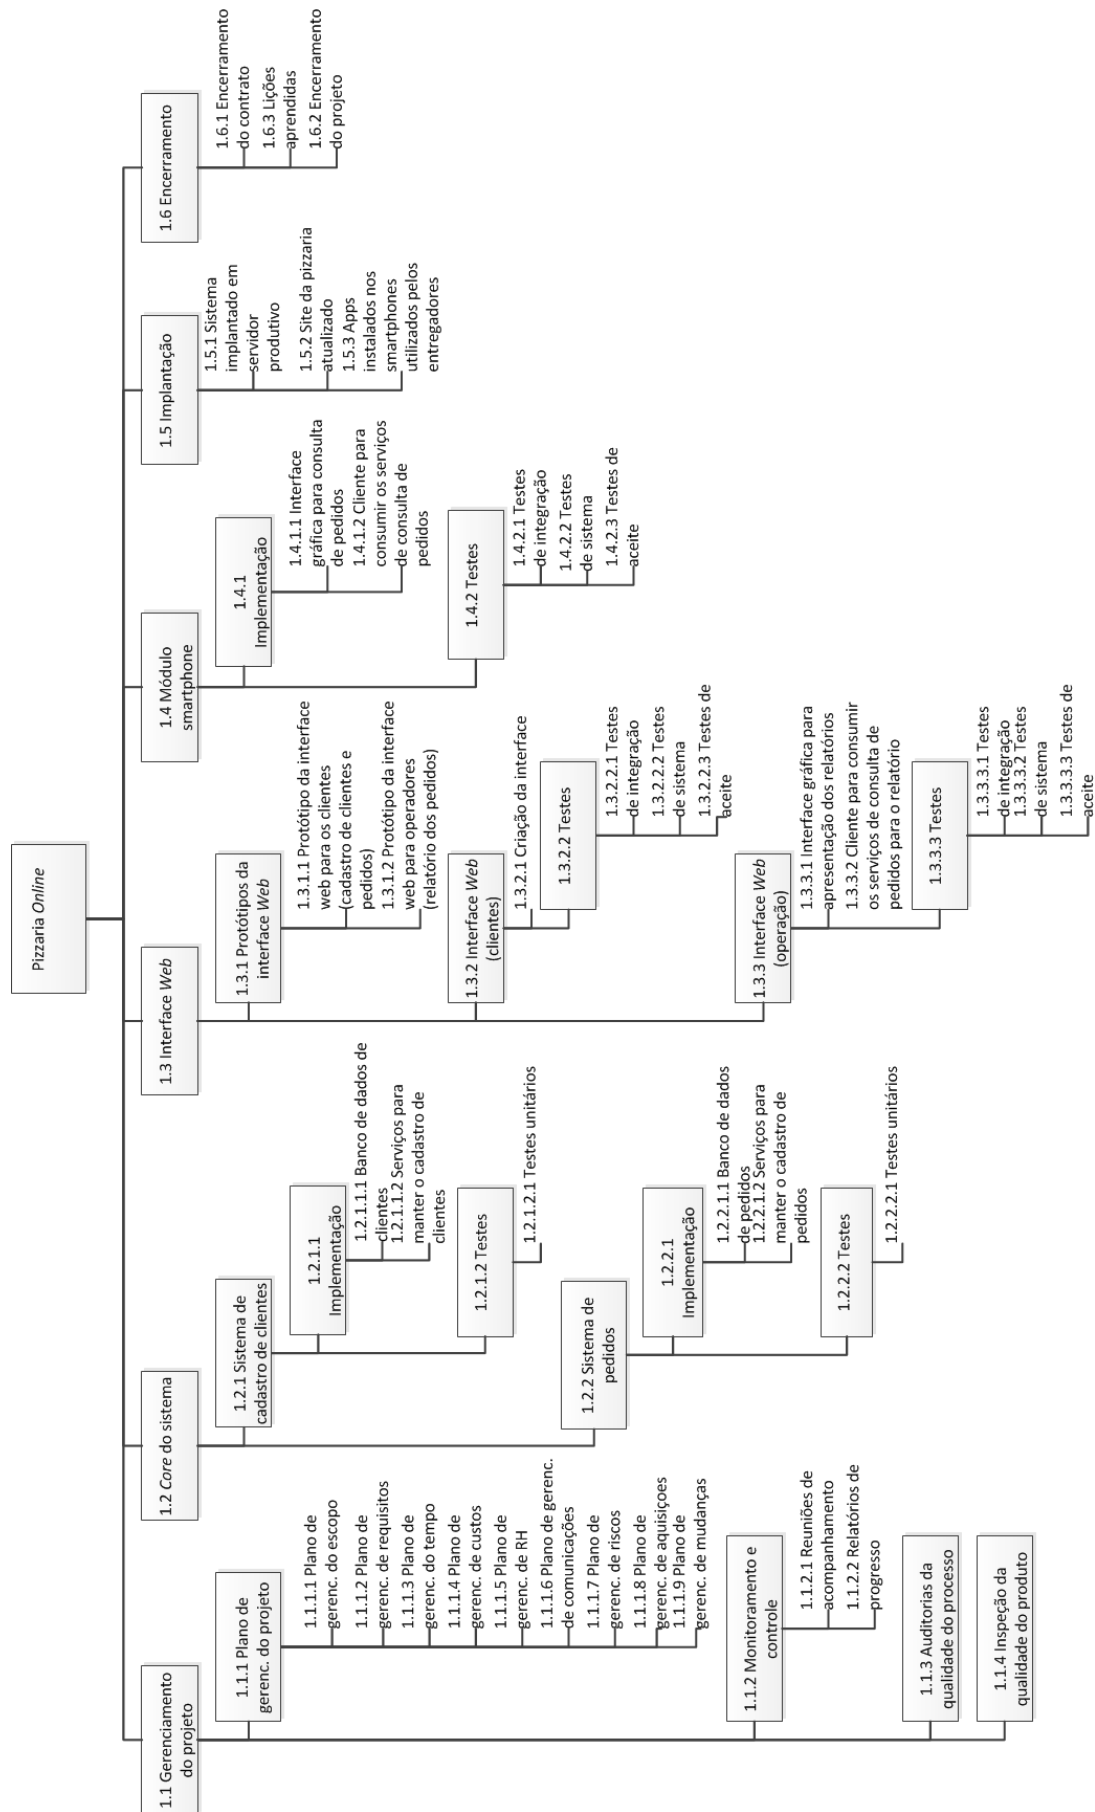 Pizzaria Online
1.1 Gerenciamento
do projeto
1.1.1 Plano de
gerenc. do projeto
1.1.1.1 Plano de
gerenc. do escopo
1.1.1.2 Plano de
gerenc. de requisitos
1.1.1.3 Plano de
gerenc. do tempo
1.1.1.4 Plano de
gerenc. de custos
1.1.1.5 Plano de
gerenc. de RH
1.1.1.6 Plano de gerenc.
de comunicações
1.1.1.7 Plano de
gerenc. de riscos
1.1.1.8 Plano de
gerenc. de aquisiçoes
1.1.1.9 Plano de
gerenc. de mudanças
1.1.2 Monitoramento e
controle
1.1.2.1 Reuniões de
acompanhamento
1.1.2.2 Relatórios de
progresso
1.1.3 Auditorias da
qualidade do processo
1.1.4 Inspeção da
qualidade do produto
1.2 Core do sistema
1.2.1 Sistema de
cadastro de clientes
1.2.1.1
Implementação
1.2.1.1.1 Banco de dados de
clientes
1.2.1.1.2 Serviços para
manter o cadastro de
clientes
1.2.1.2 Testes
1.2.1.2.1 Testes unitários
1.2.2 Sistema de
pedidos
1.2.2.1
Implementação
1.2.2.1.1 Banco de dados
de pedidos
1.2.2.1.2 Serviços para
manter o cadastro de
pedidos
1.2.2.2 Testes
1.2.2.2.1 Testes unitários
1.3 Interface Web
1.3.1 Protótipos da
interface Web
1.3.1.1 Protótipo da interface
web para os clientes
(cadastro de clientes e
pedidos)
1.3.1.2 Protótipo da interface
web para operadores
(relatório dos pedidos)
1.3.2 Interface Web
(clientes)
1.3.2.1 Criação da interface
1.3.2.2 Testes
1.3.2.2.1 Testes
de integração
1.3.2.2.2 Testes
de sistema
1.3.2.2.3 Testes de
aceite
1.3.3 Interface Web
(operação)
1.3.3.1 Interface gráfica para
apresentação dos relatórios
1.3.3.2 Cliente para consumir
os serviços de consulta de
pedidos para o relatório
1.3.3.3 Testes
1.3.3.3.1 Testes
de integração
1.3.3.3.2 Testes
de sistema
1.3.3.3.3 Testes de
aceite
1.4 Módulo
smartphone
1.4.1
Implementação
1.4.1.1 Interface
gráfica para consulta
de pedidos
1.4.1.2 Cliente para
consumir os serviços
de consulta de
pedidos
1.4.2 Testes
1.4.2.1 Testes
de integração
1.4.2.2 Testes
de sistema
1.4.2.3 Testes de
aceite
1.5 Implantação
1.5.1 Sistema
implantado em
servidor
produtivo
1.5.2 Site da pizzaria
atualizado
1.5.3 Apps
instalados nos
smartphones
utilizados pelos
entregadores
1.6 Encerramento
1.6.1 Encerramento
do contrato
1.6.3 Lições
aprendidas
1.6.2 Encerramento
do projeto